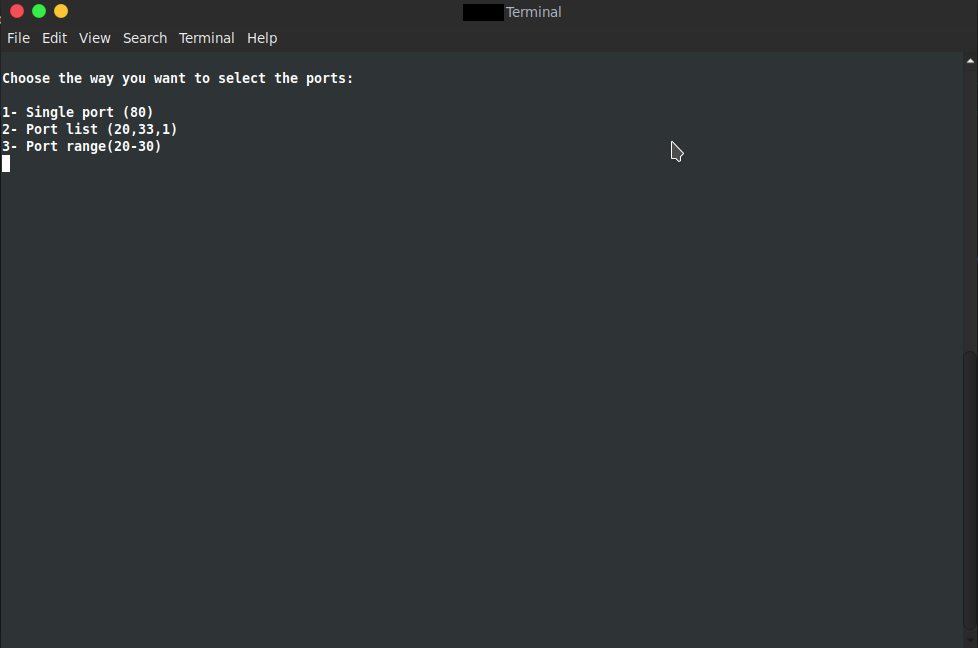 Terminal
File Edit View Search Terminal Help
Choose the way you want to select the ports:
1- Single port (80)
2- Port list (20,33,1)
3- Port range(20-30)